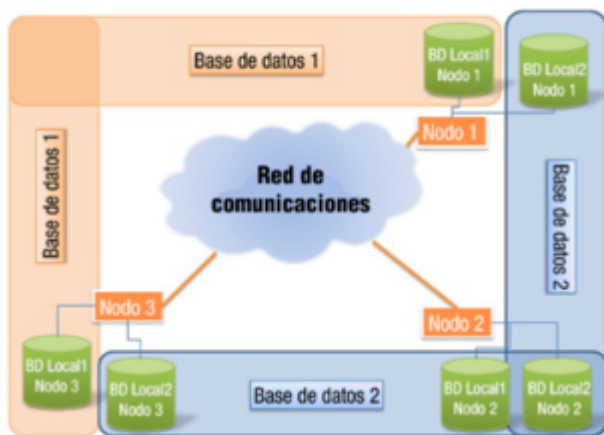 Base de datos 1
BD Local1
Nodo 1
BD Local2
Nodo 1
Nodo 1
Red de
comunicaciones
Base de datos 1
Base de datos 2
Nodo 3
Nodo 2
BD Local1
Nodo 3
BD Local2
Nodo 3
Base de datos 2
BD Local1
Nodo 2
BD Local2
Nodo 2